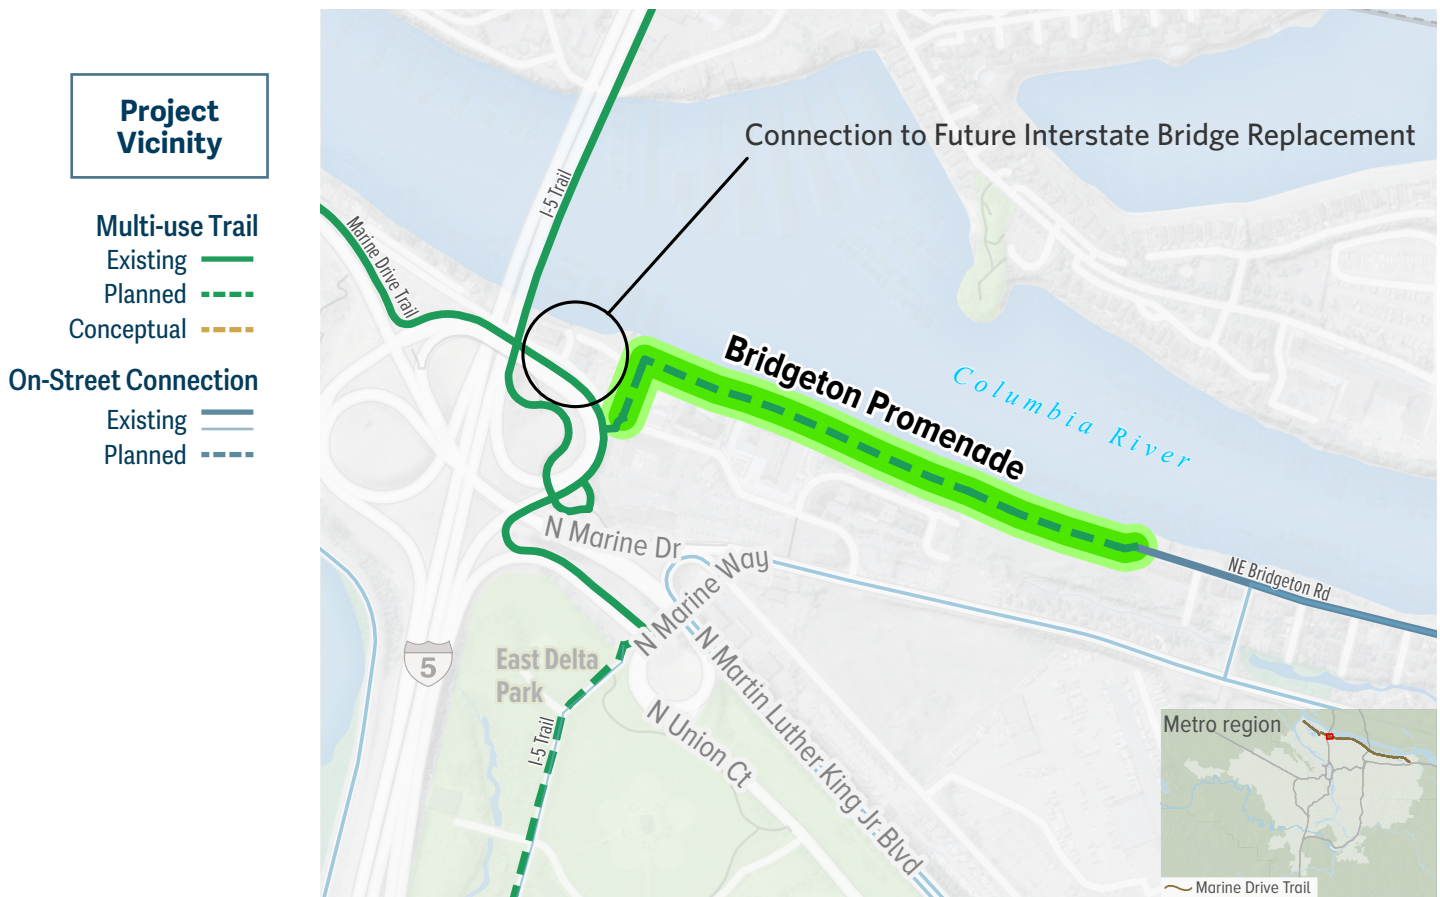 Project
Vicinity
Multi-use Trail
Existing
Planned
Conceptual
On-Street Connection
Existing
Planned
Connection to Future Interstate Bridge Replacement
I-5 Trail
Marine Drive Trail
Bridgeton Promenade
Columbia River
N Marine Dr
N Marine Way
NE Bridgeton Rd
5
East Delta
Park
N Martin Luther King Jr Blvd
N Union Ct
I-5 Trail
Metro region
Marine Drive Trail